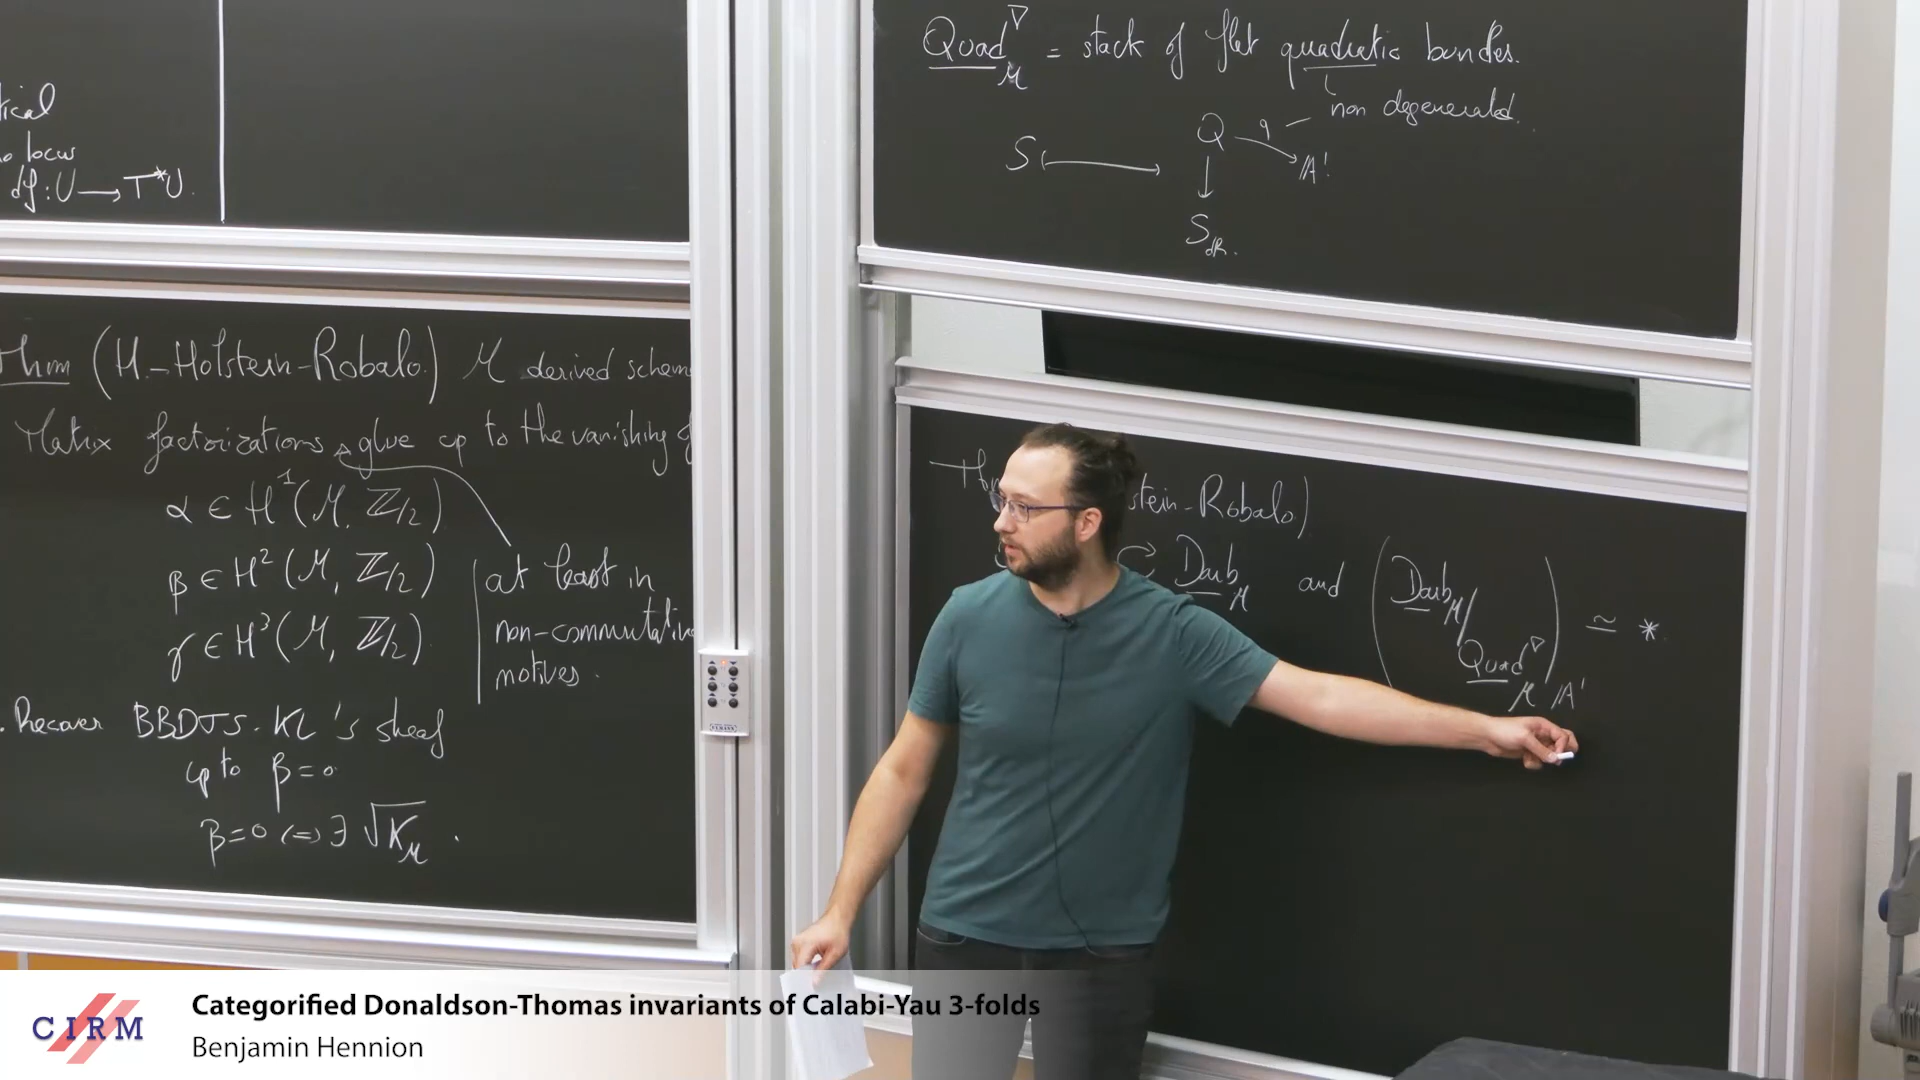 tical
locus
df : U → T*U.
Thm (H.-Holstein-Robalo.) M derived schem
Matrix factorizations glue up to the vanishing of
α ∈ H¹(M, ℤ/2)
β ∈ H²(M, ℤ/2)
γ ∈ H³(M, ℤ/2).
at least in
non-commutative
motives.
. Recover BBDJS-KL's sheaf
up to β=0
β=0 (=) ∃ √K_M .
Quad^∇_M = stack of flat quadratic bundles.
non degenerated.
S ↦ Q —q→ 𝔸¹
↓
S_dR.
stein-Robalo)
Darb_M and (Darb_M / Quad^∇_M)_𝔸¹ ≃ *.
CIRM
Categorified Donaldson-Thomas invariants of Calabi-Yau 3-folds
Benjamin Hennion